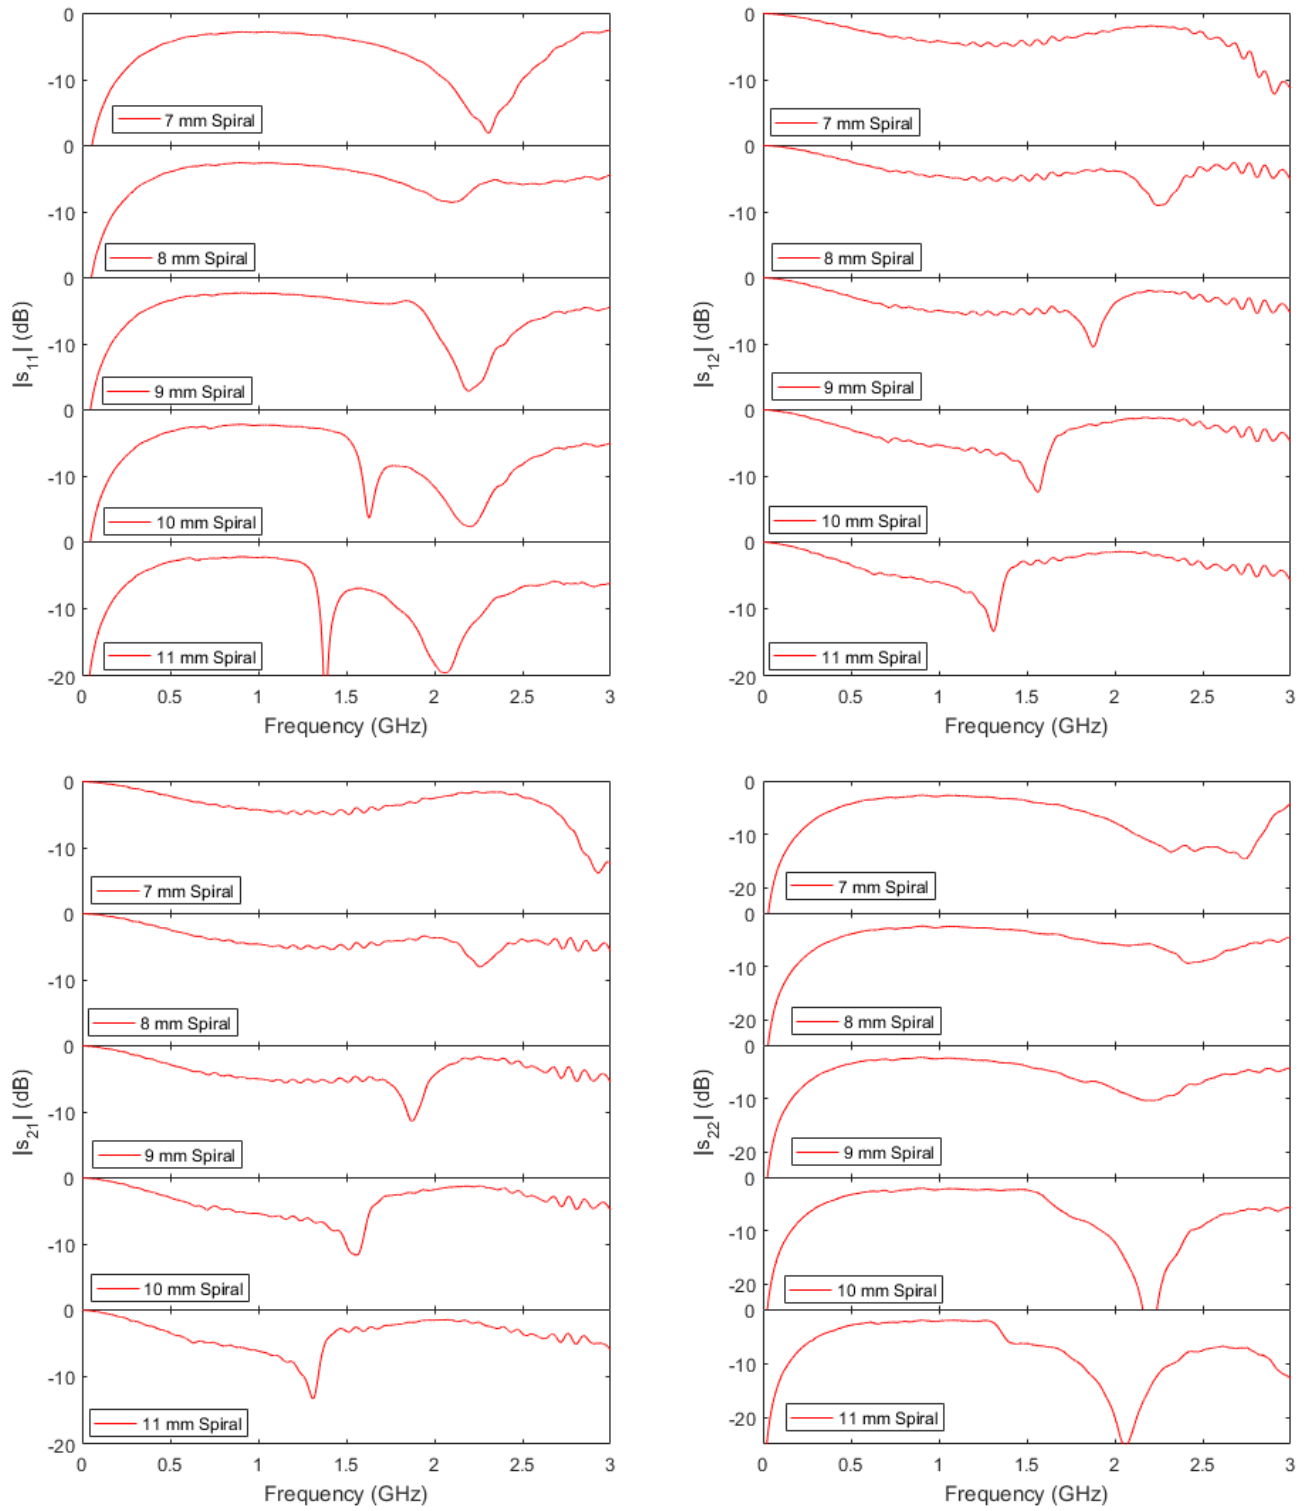 0
-10
7 mm Spiral
0
-10
8 mm Spiral
0
-10
9 mm Spiral
0
-10
10 mm Spiral
0
-10
11 mm Spiral
-20
0 0.5 1 1.5 2 2.5 3
Frequency (GHz)
|s11| (dB)
0
-10
7 mm Spiral
0
-10
8 mm Spiral
0
-10
9 mm Spiral
0
-10
10 mm Spiral
0
-10
11 mm Spiral
-20
0 0.5 1 1.5 2 2.5 3
Frequency (GHz)
|s12| (dB)
0
-10
7 mm Spiral
0
-10
8 mm Spiral
0
-10
9 mm Spiral
0
-10
10 mm Spiral
0
-10
11 mm Spiral
-20
0 0.5 1 1.5 2 2.5 3
Frequency (GHz)
|s21| (dB)
0
-10
-20
7 mm Spiral
0
-10
-20
8 mm Spiral
0
-10
-20
9 mm Spiral
0
-10
-20
10 mm Spiral
0
-10
-20
11 mm Spiral
0 0.5 1 1.5 2 2.5 3
Frequency (GHz)
|s22| (dB)